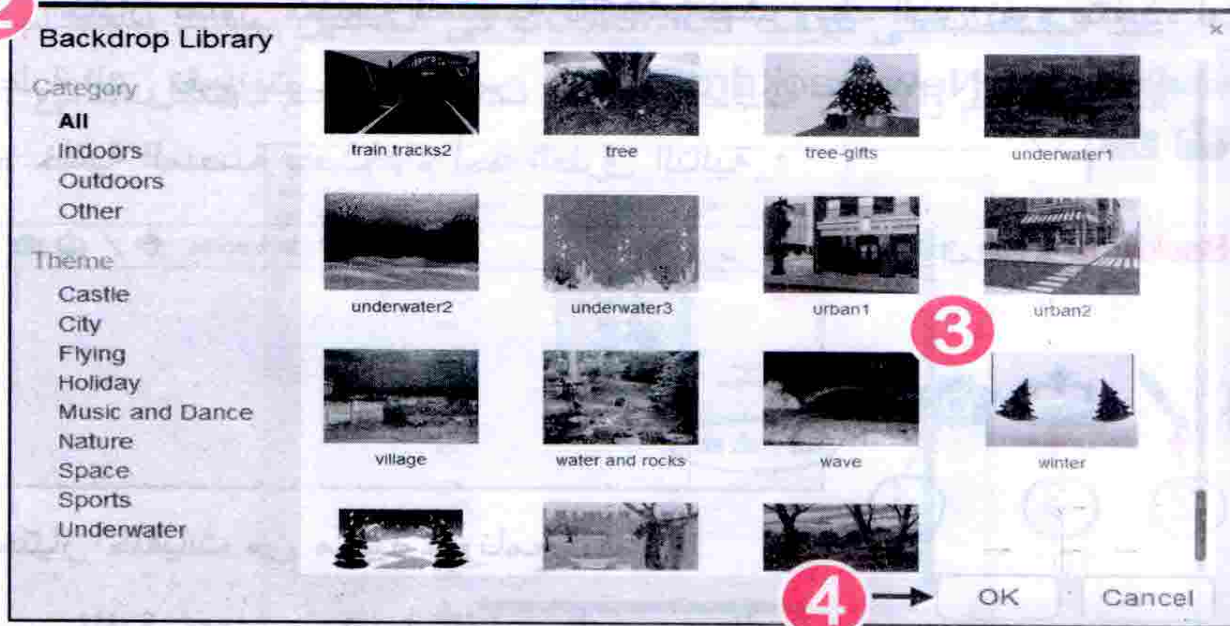 2
Backdrop Library
×
Category
All
Indoors
Outdoors
Other
Theme
Castle
City
Flying
Holiday
Music and Dance
Nature
Space
Sports
Underwater
train tracks2
tree
tree-gifts
underwater1
underwater2
underwater3
urban1
urban2
3
village
water and rocks
wave
winter
4
OK
Cancel